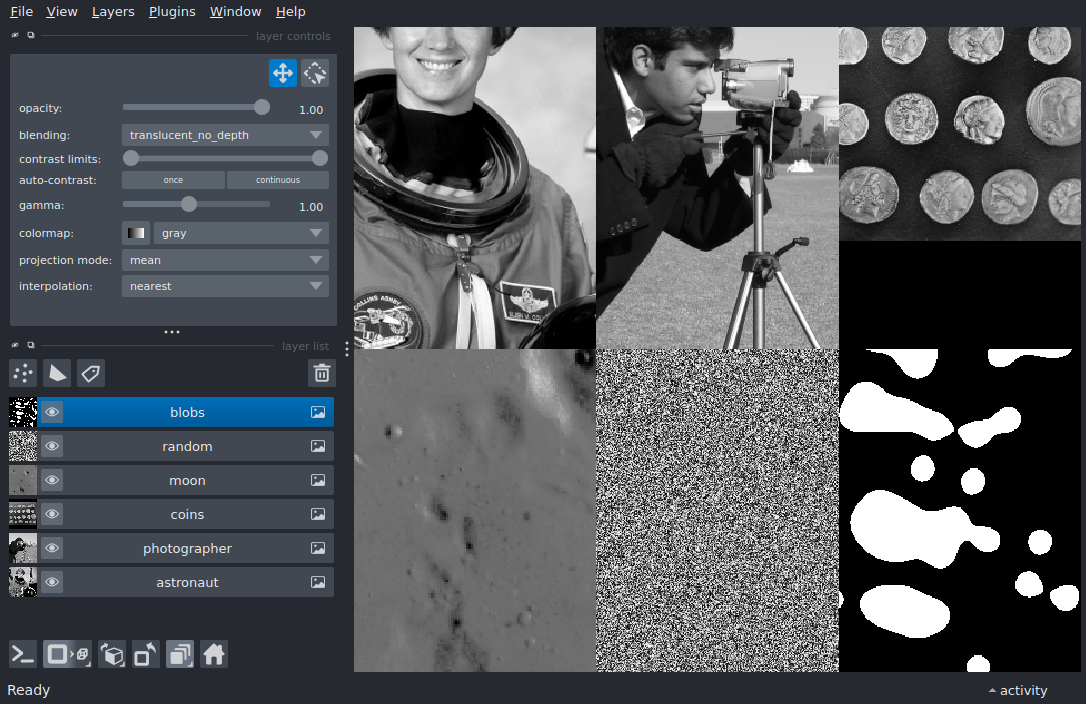 File View Layers Plugins Window Help
layer controls
opacity: 1.00
blending: translucent_no_depth
contrast limits:
auto-contrast: once continuous
gamma: 1.00
colormap: gray
projection mode: mean
interpolation: nearest
layer list
blobs
random
moon
coins
photographer
astronaut
Ready
activity